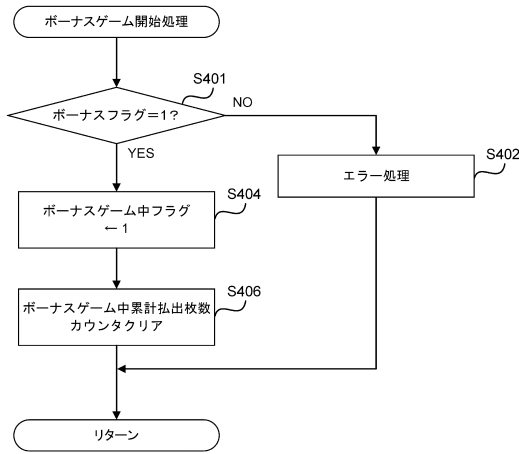 ボーナスゲーム開始処理
S401
ボーナスフラグ=1?
NO
YES
S402
エラー処理
S404
ボーナスゲーム中フラグ
← 1
S406
ボーナスゲーム中累計払出枚数
カウンタクリア
リターン